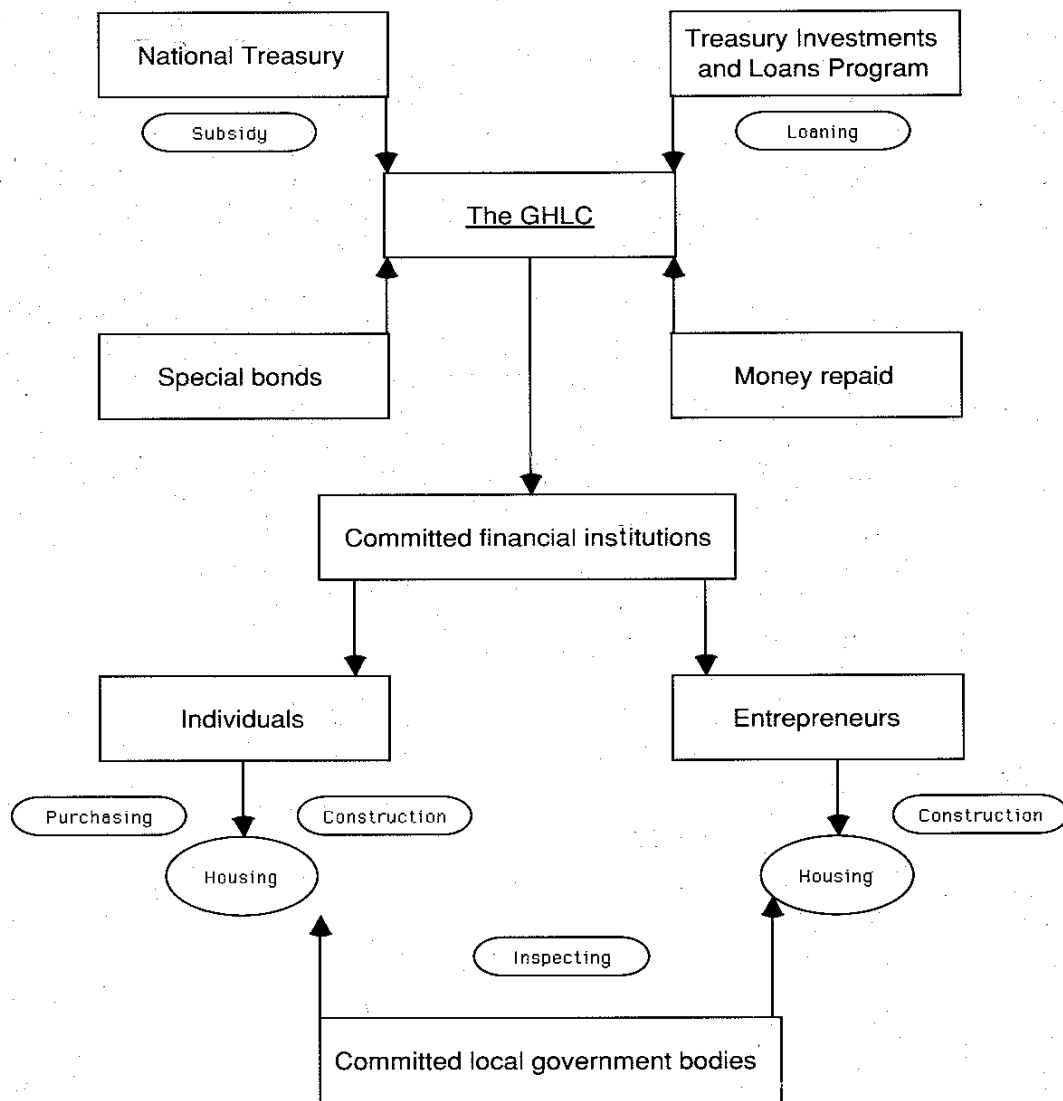 National Treasury
Treasury Investments
and Loans Program
Subsidy
Loaning
The GHLC
Special bonds
Money repaid
Committed financial institutions
Individuals
Entrepreneurs
Purchasing
Construction
Construction
Housing
Housing
Inspecting
Committed local government bodies